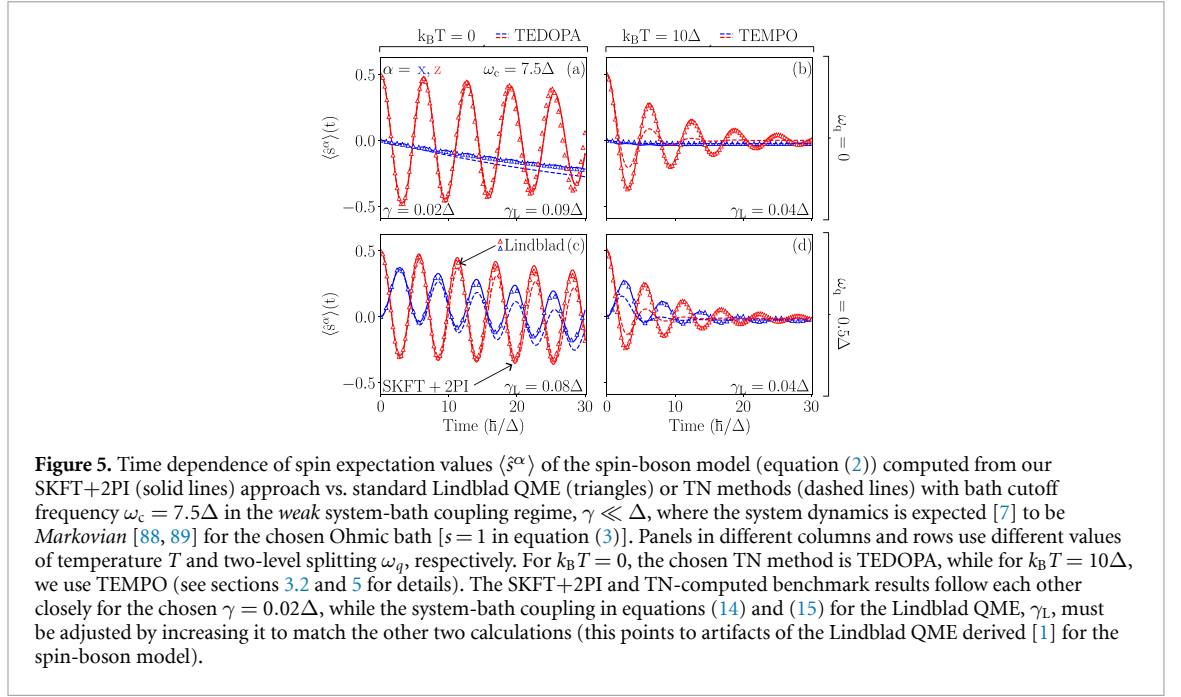 k_BT = 0 TEDOPA k_BT = 10Δ TEMPO
α = x, z ω_c = 7.5Δ (a) (b)
0.5
0.0
−0.5
⟨ŝ^α⟩(t)
γ = 0.02Δ γ_L = 0.09Δ γ_L = 0.04Δ
ω_q = 0
Lindblad (c) (d)
0.5
0.0
−0.5
⟨ŝ^α⟩(t)
SKFT + 2PI γ_L = 0.08Δ γ_L = 0.04Δ
ω_q = 0.5Δ
0 10 20 30 0 10 20 30
Time (ħ/Δ) Time (ħ/Δ)
Figure 5. Time dependence of spin expectation values ⟨ŝ^α⟩ of the spin-boson model (equation (2)) computed from our
SKFT+2PI (solid lines) approach vs. standard Lindblad QME (triangles) or TN methods (dashed lines) with bath cutoff
frequency ω_c = 7.5Δ in the weak system-bath coupling regime, γ ≪ Δ, where the system dynamics is expected [7] to be
Markovian [88, 89] for the chosen Ohmic bath [s = 1 in equation (3)]. Panels in different columns and rows use different values
of temperature T and two-level splitting ω_q, respectively. For k_BT = 0, the chosen TN method is TEDOPA, while for k_BT = 10Δ,
we use TEMPO (see sections 3.2 and 5 for details). The SKFT+2PI and TN-computed benchmark results follow each other
closely for the chosen γ = 0.02Δ, while the system-bath coupling in equations (14) and (15) for the Lindblad QME, γ_L, must
be adjusted by increasing it to match the other two calculations (this points to artifacts of the Lindblad QME derived [1] for the
spin-boson model).